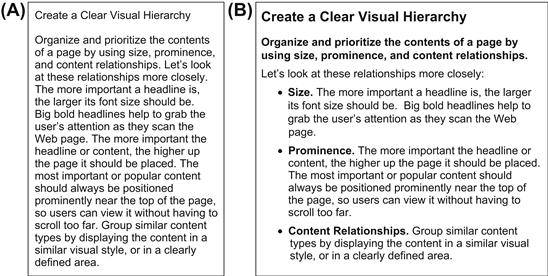 (A)
Create a Clear Visual Hierarchy
Organize and prioritize the contents
of a page by using size, prominence,
and content relationships. Let's look
at these relationships more closely.
The more important a headline is,
the larger its font size should be.
Big bold headlines help to grab the
user's attention as they scan the
Web page. The more important the
headline or content, the higher up
the page it should be placed. The
most important or popular content
should always be positioned
prominently near the top of the page,
so users can view it without having to
scroll too far. Group similar content
types by displaying the content in a
similar visual style, or in a clearly
defined area.
(B)
Create a Clear Visual Hierarchy
Organize and prioritize the contents of a page by
using size, prominence, and content relationships.
Let's look at these relationships more closely:
• Size. The more important a headline is, the larger
its font size should be.  Big bold headlines help to
grab the user's attention as they scan the Web
page.
• Prominence. The more important the headline or
content, the higher up the page it should be placed.
The most important or popular content should
always be positioned prominently near the top of the
page, so users can view it without having to
scroll too far.
• Content Relationships. Group similar content
types by displaying the content in a similar visual
style, or in a clearly defined area.